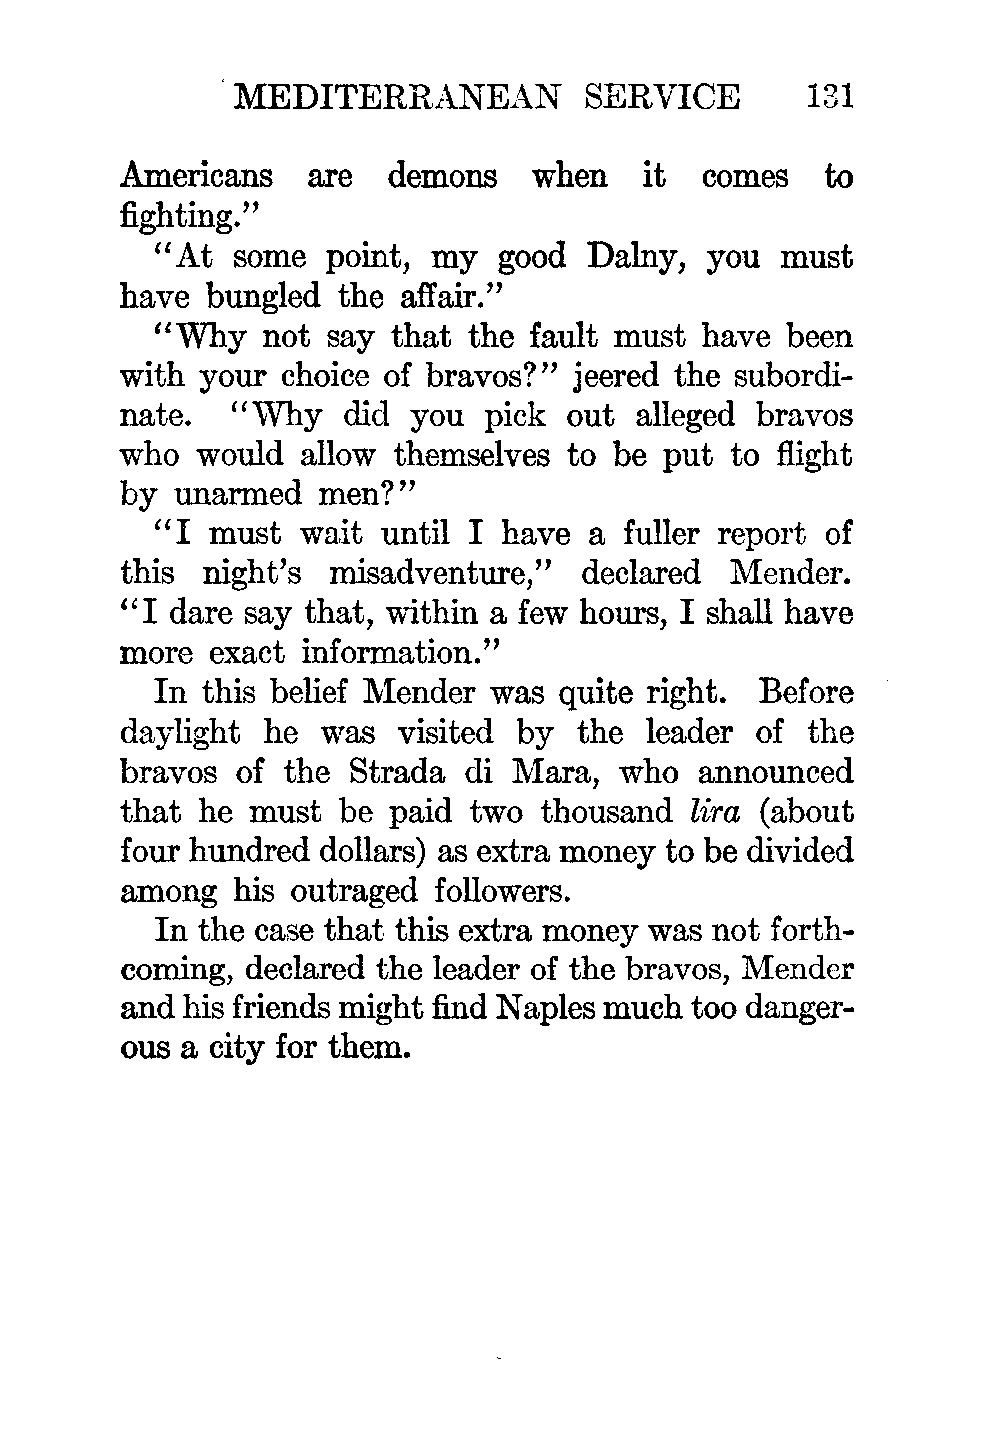 MEDITERRANEAN SERVICE 131
Americans are demons when it comes to
fighting."
"At some point, my good Dalny, you must
have bungled the affair."
"Why not say that the fault must have been
with your choice of bravos?" jeered the subordi-
nate. "Why did you pick out alleged bravos
who would allow themselves to be put to flight
by unarmed men?"
"I must wait until I have a fuller report of
this night's misadventure," declared Mender.
"I dare say that, within a few hours, I shall have
more exact information."
In this belief Mender was quite right. Before
daylight he was visited by the leader of the
bravos of the Strada di Mara, who announced
that he must be paid two thousand lira (about
four hundred dollars) as extra money to be divided
among his outraged followers.
In the case that this extra money was not forth-
coming, declared the leader of the bravos, Mender
and his friends might find Naples much too danger-
ous a city for them.